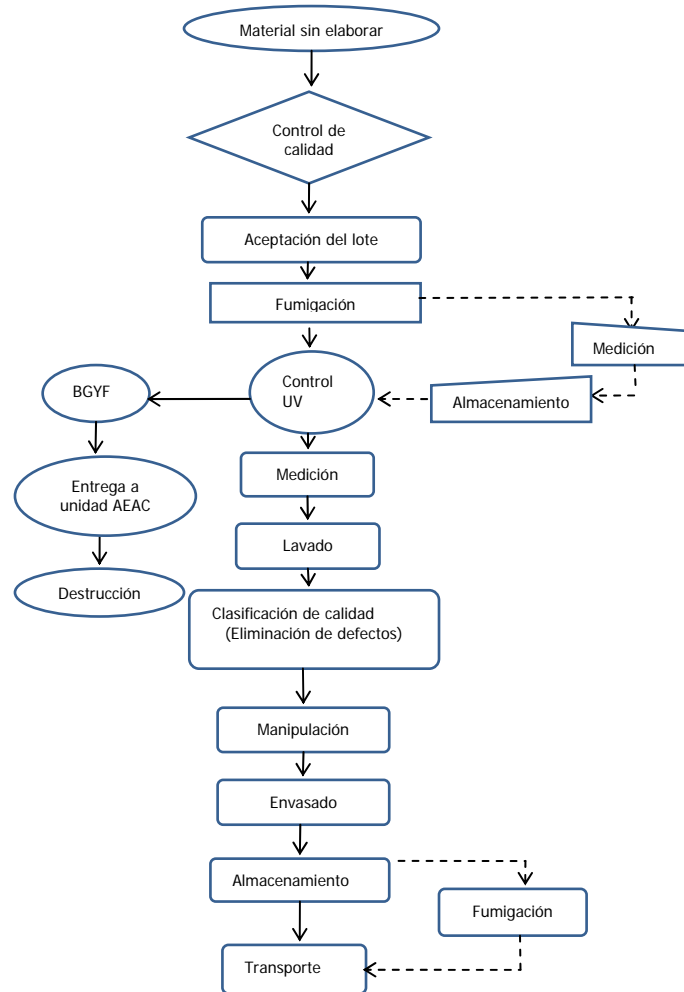 Material sin elaborar
Control de
calidad
Aceptación del lote
Fumigación
Medición
Almacenamiento
Control
UV
BGYF
Entrega a
unidad AEAC
Destrucción
Medición
Lavado
Clasificación de calidad
(Eliminación de defectos)
Manipulación
Envasado
Almacenamiento
Fumigación
Transporte